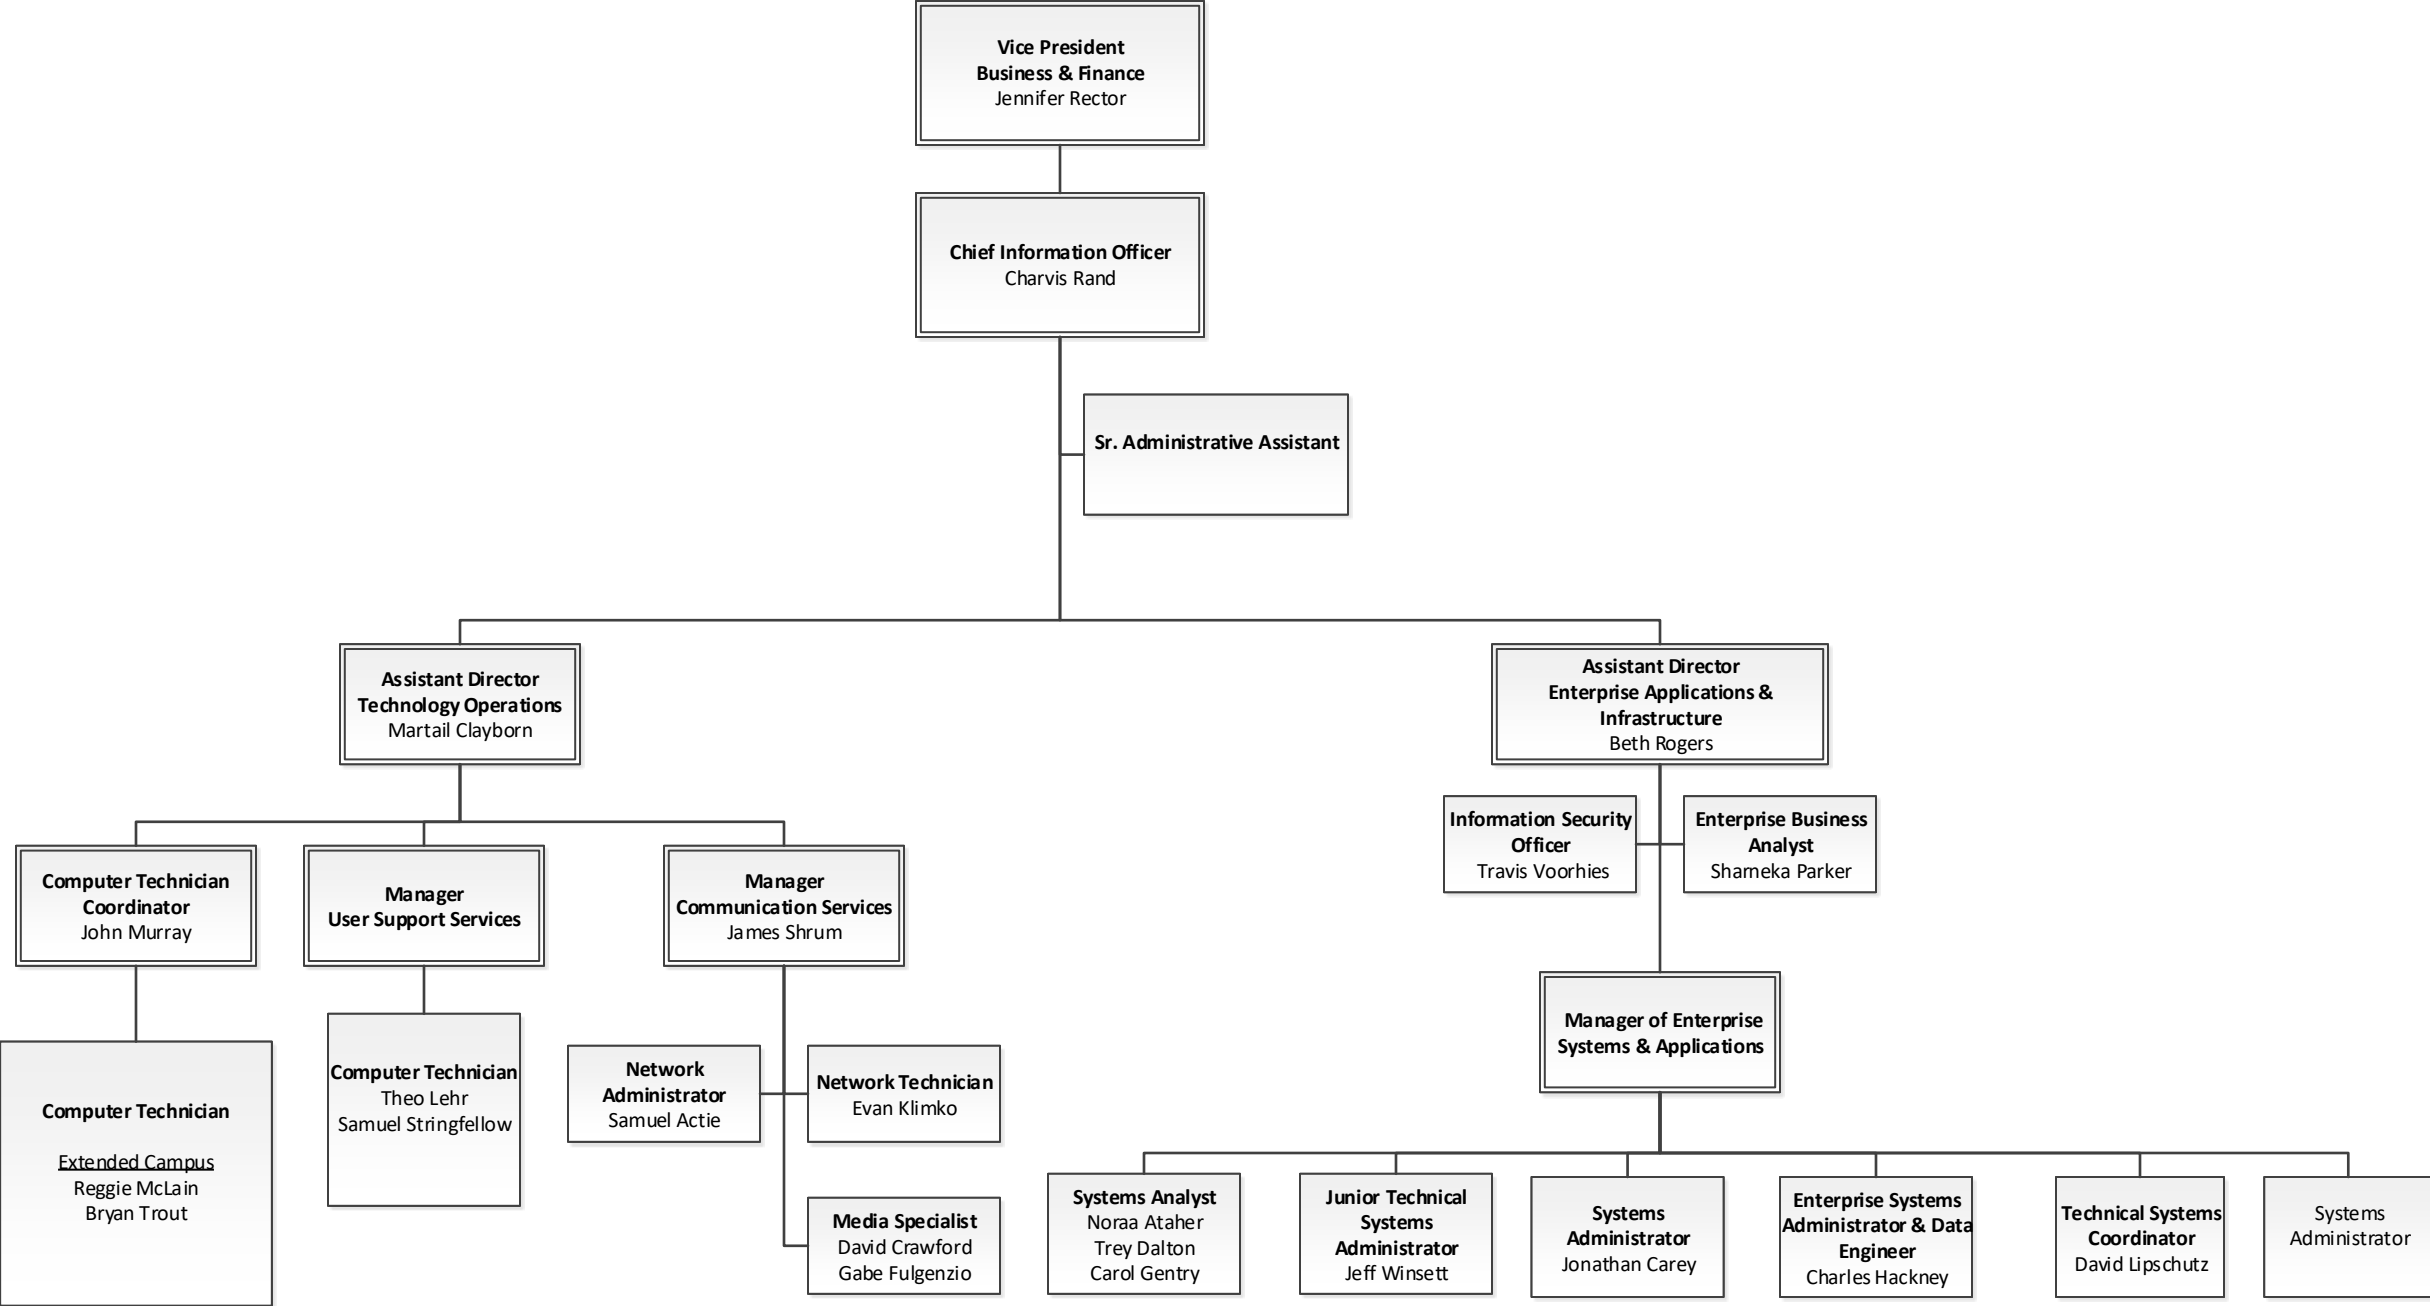 Vice President
Business & Finance
Jennifer Rector
Chief Information Officer
Charvis Rand
Sr. Administrative Assistant
Assistant Director
Technology Operations
Martail Clayborn
Assistant Director
Enterprise Applications &
Infrastructure
Beth Rogers
Information Security
Officer
Travis Voorhies
Enterprise Business
Analyst
Shameka Parker
Computer Technician
Coordinator
John Murray
Manager
User Support Services
Manager
Communication Services
James Shrum
Manager of Enterprise
Systems & Applications
Computer Technician
Extended Campus
Reggie McLain
Bryan Trout
Computer Technician
Theo Lehr
Samuel Stringfellow
Network
Administrator
Samuel Actie
Network Technician
Evan Klimko
Media Specialist
David Crawford
Gabe Fulgenzio
Systems Analyst
Noraa Ataher
Trey Dalton
Carol Gentry
Junior Technical
Systems
Administrator
Jeff Winsett
Systems
Administrator
Jonathan Carey
Enterprise Systems
Administrator & Data
Engineer
Charles Hackney
Technical Systems
Coordinator
David Lipschutz
Systems
Administrator